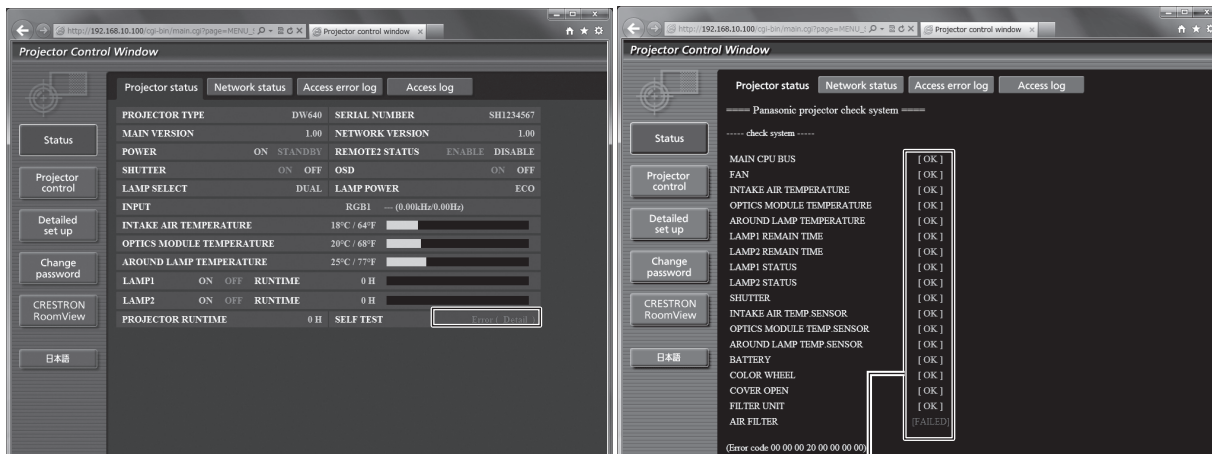 http://192.168.10.100/cgi-bin/main.cgi?page=MENU_S
Projector control window
Projector Control Window
Projector status
Network status
Access error log
Access log
Status
Projector
control
Detailed
set up
Change
password
CRESTRON
RoomView
日本語
PROJECTOR TYPE DW640 SERIAL NUMBER SH1234567
MAIN VERSION 1.00 NETWORK VERSION 1.00
POWER ON STANDBY REMOTE2 STATUS ENABLE DISABLE
SHUTTER ON OFF OSD ON OFF
LAMP SELECT DUAL LAMP POWER ECO
INPUT RGB1 — (0.00kHz/0.00Hz)
INTAKE AIR TEMPERATURE 18°C / 64°F
OPTICS MODULE TEMPERATURE 20°C / 68°F
AROUND LAMP TEMPERATURE 25°C / 77°F
LAMP1 ON OFF RUNTIME 0 H
LAMP2 ON OFF RUNTIME 0 H
PROJECTOR RUNTIME 0 H SELF TEST Error ( Detail )
http://192.168.10.100/cgi-bin/main.cgi?page=MENU_S
Projector control window
Projector Control Window
Projector status
Network status
Access error log
Access log
Status
Projector
control
Detailed
set up
Change
password
CRESTRON
RoomView
日本語
==== Panasonic projector check system ====
----- check system -----
MAIN CPU BUS [ OK ]
FAN [ OK ]
INTAKE AIR TEMPERATURE [ OK ]
OPTICS MODULE TEMPERATURE [ OK ]
AROUND LAMP TEMPERATURE [ OK ]
LAMP1 REMAIN TIME [ OK ]
LAMP2 REMAIN TIME [ OK ]
LAMP1 STATUS [ OK ]
LAMP2 STATUS [ OK ]
SHUTTER [ OK ]
INTAKE AIR TEMP.SENSOR [ OK ]
OPTICS MODULE TEMP.SENSOR [ OK ]
AROUND LAMP TEMP.SENSOR [ OK ]
BATTERY [ OK ]
COLOR WHEEL [ OK ]
COVER OPEN [ OK ]
FILTER UNIT [ OK ]
AIR FILTER [FAILED]
(Error code 00 00 00 20 00 00 00 00)